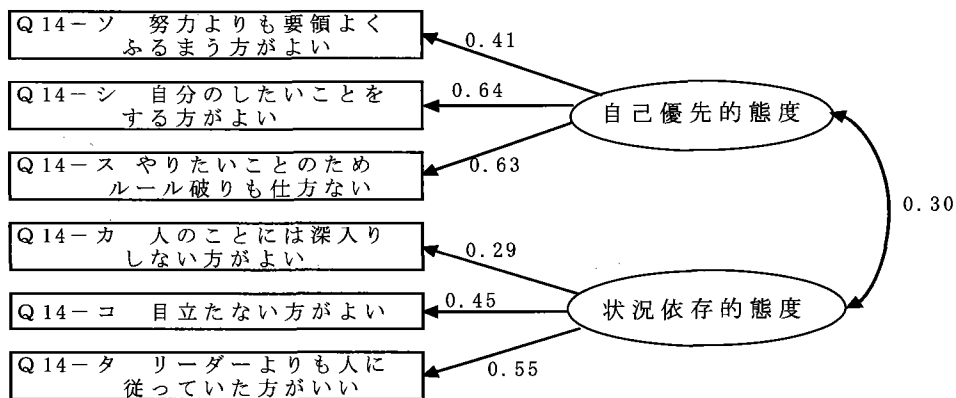 Q14－ソ　努力よりも要領よく
ふるまう方がよい
0.41
Q14－シ　自分のしたいことを
する方がよい
0.64
自己優先的態度
Q14－ス　やりたいことのため
ルール破りも仕方ない
0.63
0.30
Q14－カ　人のことには深入り
しない方がよい
0.29
Q14－コ　目立たない方がよい
0.45
状況依存的態度
Q14－タ　リーダーよりも人に
従っていた方がいい
0.55